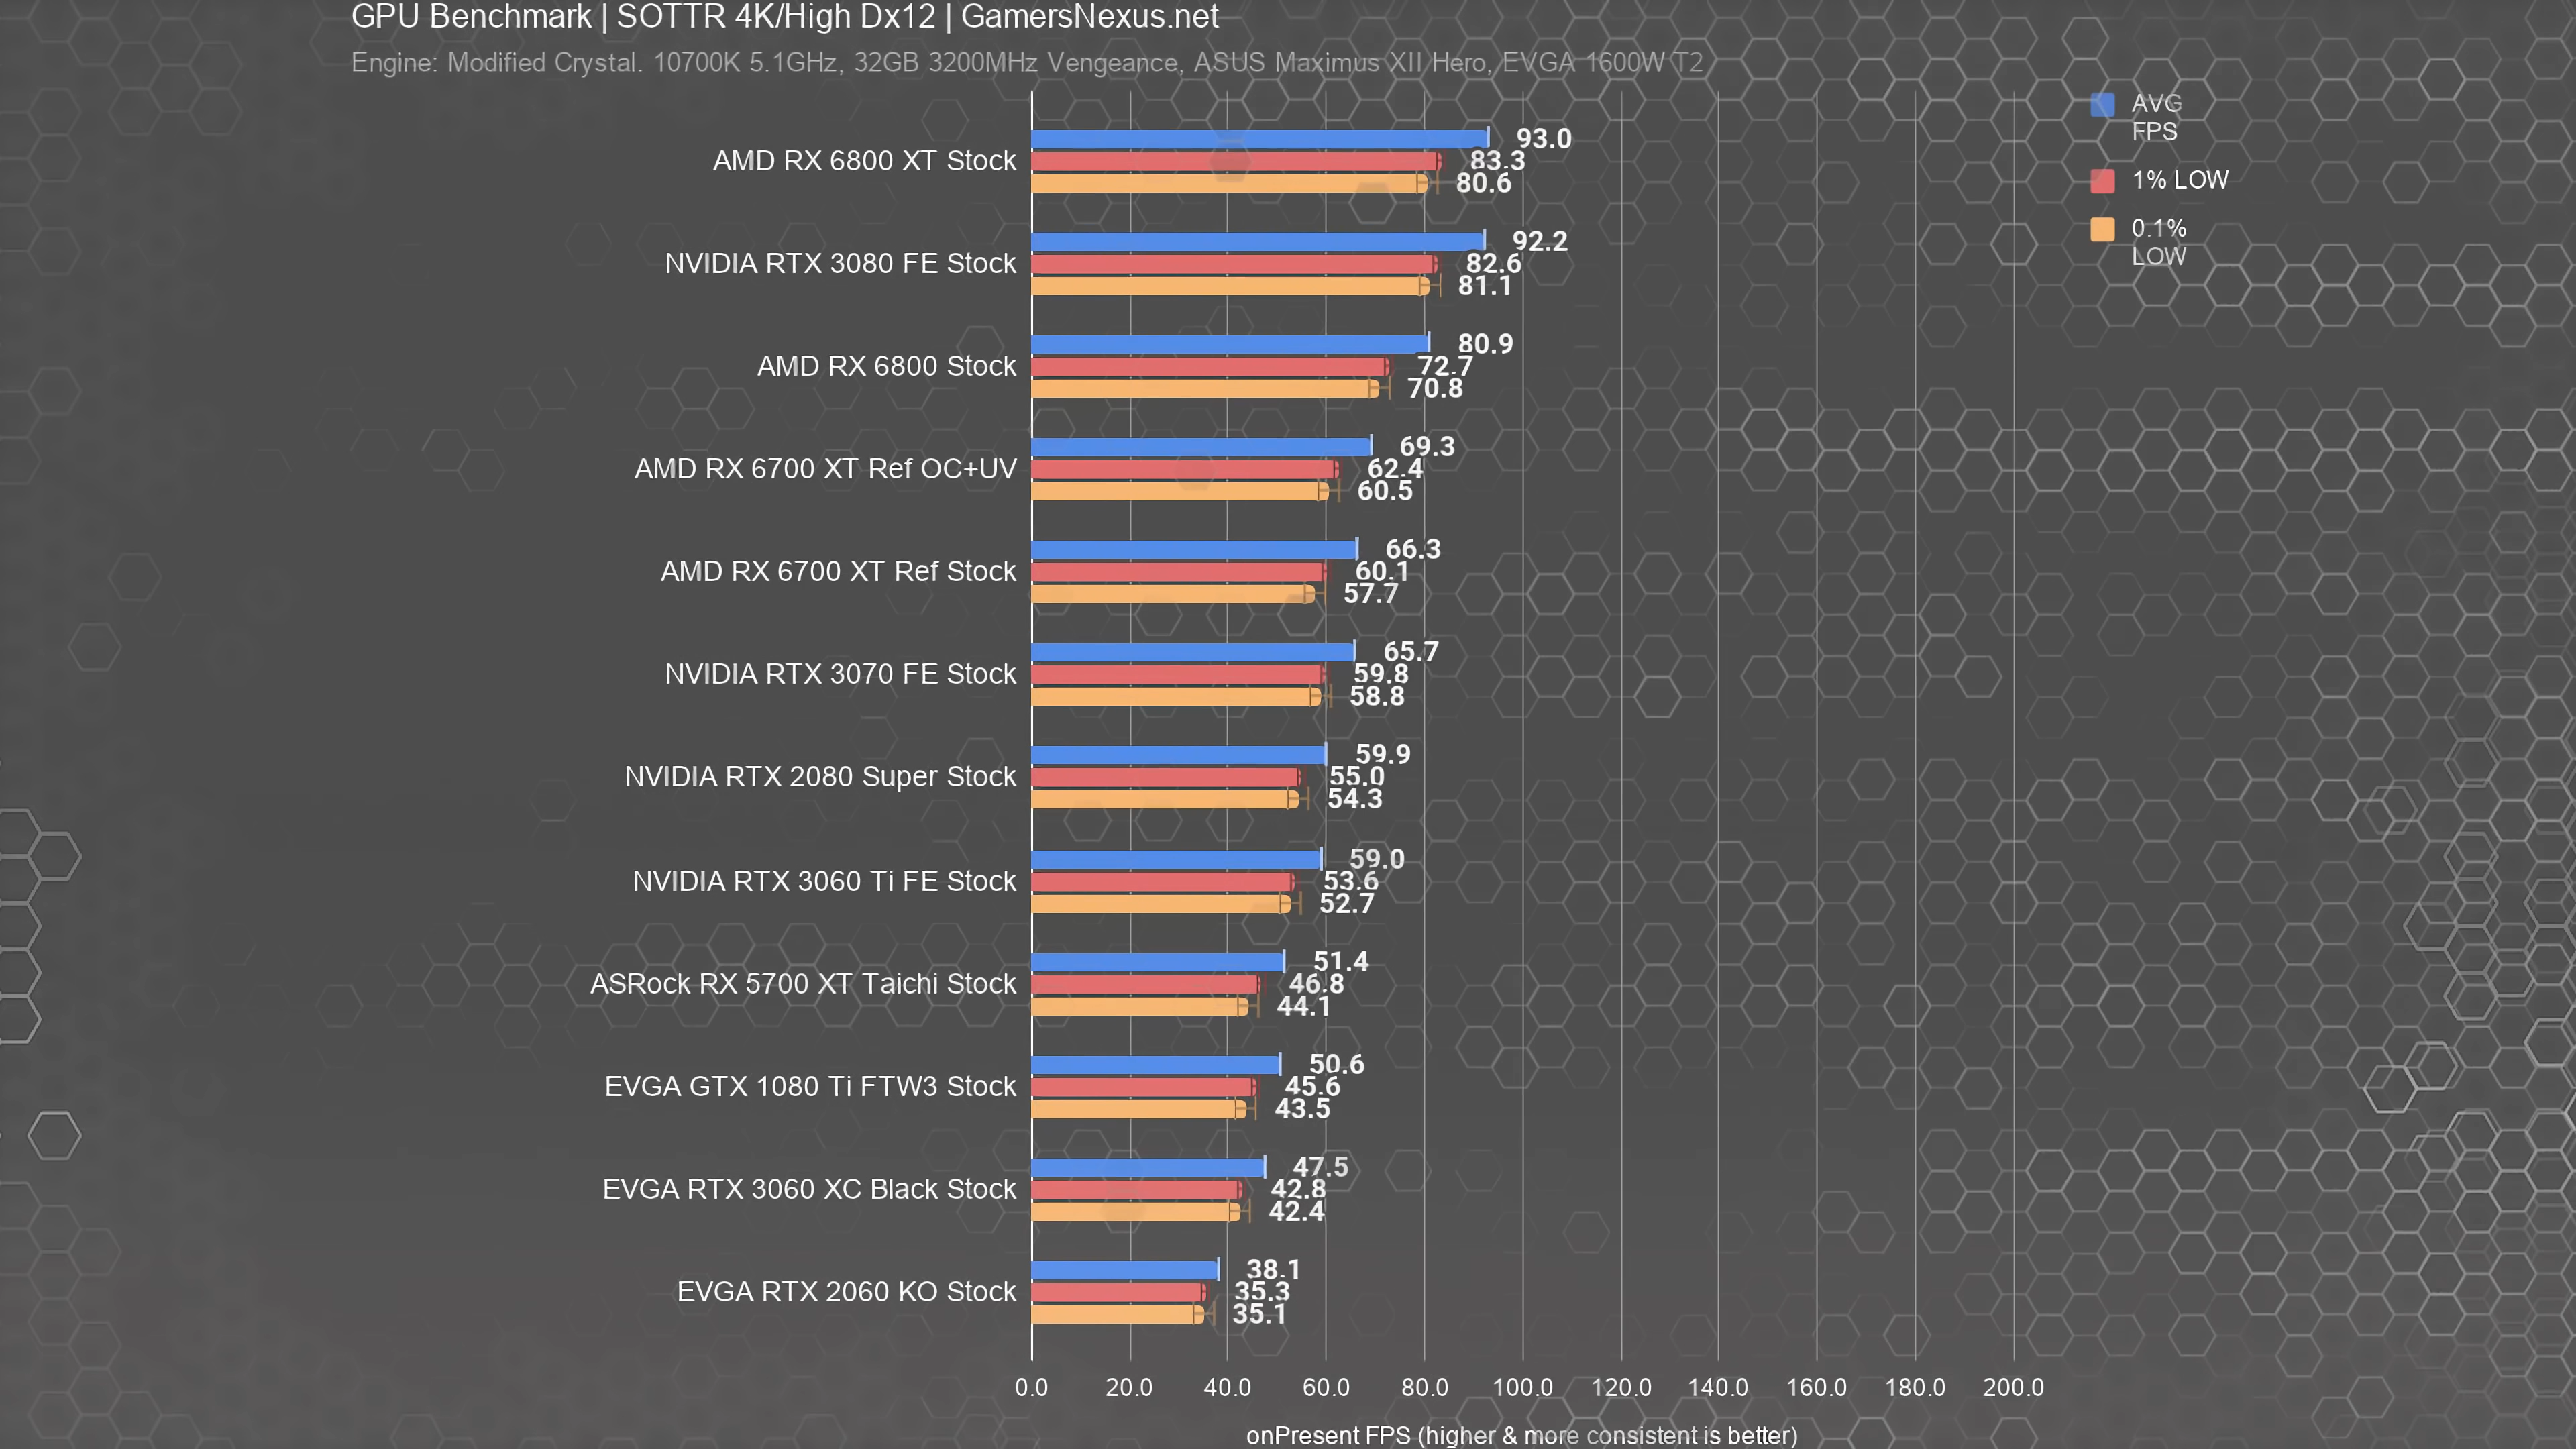 GPU Benchmark | SOTTR 4K/High Dx12 | GamersNexus.net
Engine: Modified Crystal. 10700K 5.1GHz, 32GB 3200MHz Vengeance, ASUS Maximus XII Hero, EVGA 1600W T2
AVG
FPS
1% LOW
0.1%
LOW
AMD RX 6800 XT Stock
93.0
83.3
80.6
NVIDIA RTX 3080 FE Stock
92.2
82.6
81.1
AMD RX 6800 Stock
80.9
72.7
70.8
AMD RX 6700 XT Ref OC+UV
69.3
62.4
60.5
AMD RX 6700 XT Ref Stock
66.3
60.1
57.7
NVIDIA RTX 3070 FE Stock
65.7
59.8
58.8
NVIDIA RTX 2080 Super Stock
59.9
55.0
54.3
NVIDIA RTX 3060 Ti FE Stock
59.0
53.6
52.7
ASRock RX 5700 XT Taichi Stock
51.4
46.8
44.1
EVGA GTX 1080 Ti FTW3 Stock
50.6
45.6
43.5
EVGA RTX 3060 XC Black Stock
47.5
42.8
42.4
EVGA RTX 2060 KO Stock
38.1
35.3
35.1
0.0 20.0 40.0 60.0 80.0 100.0 120.0 140.0 160.0 180.0 200.0
onPresent FPS (higher & more consistent is better)